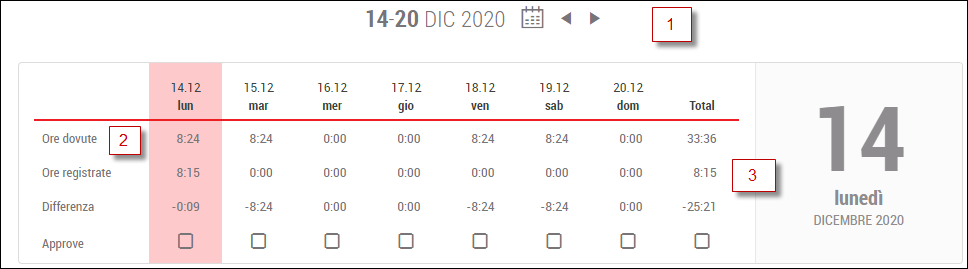 14-20 DIC 2020
1
14.12 15.12 16.12 17.12 18.12 19.12 20.12
lun mar mer gio ven sab dom Total
Ore dovute 2 8:24 8:24 0:00 0:00 8:24 8:24 0:00 33:36
Ore registrate 8:15 0:00 0:00 0:00 0:00 0:00 0:00 8:15 3
Differenza -0:09 -8:24 0:00 0:00 -8:24 -8:24 0:00 -25:21
Approve
14
lunedì
DICEMBRE 2020